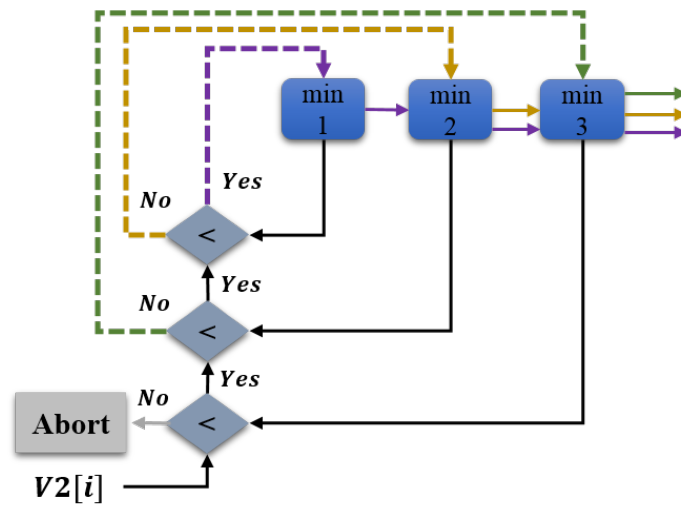 min
1
min
2
min
3
No
Yes
<
No
Yes
<
No
Yes
<
Abort
V2[i]